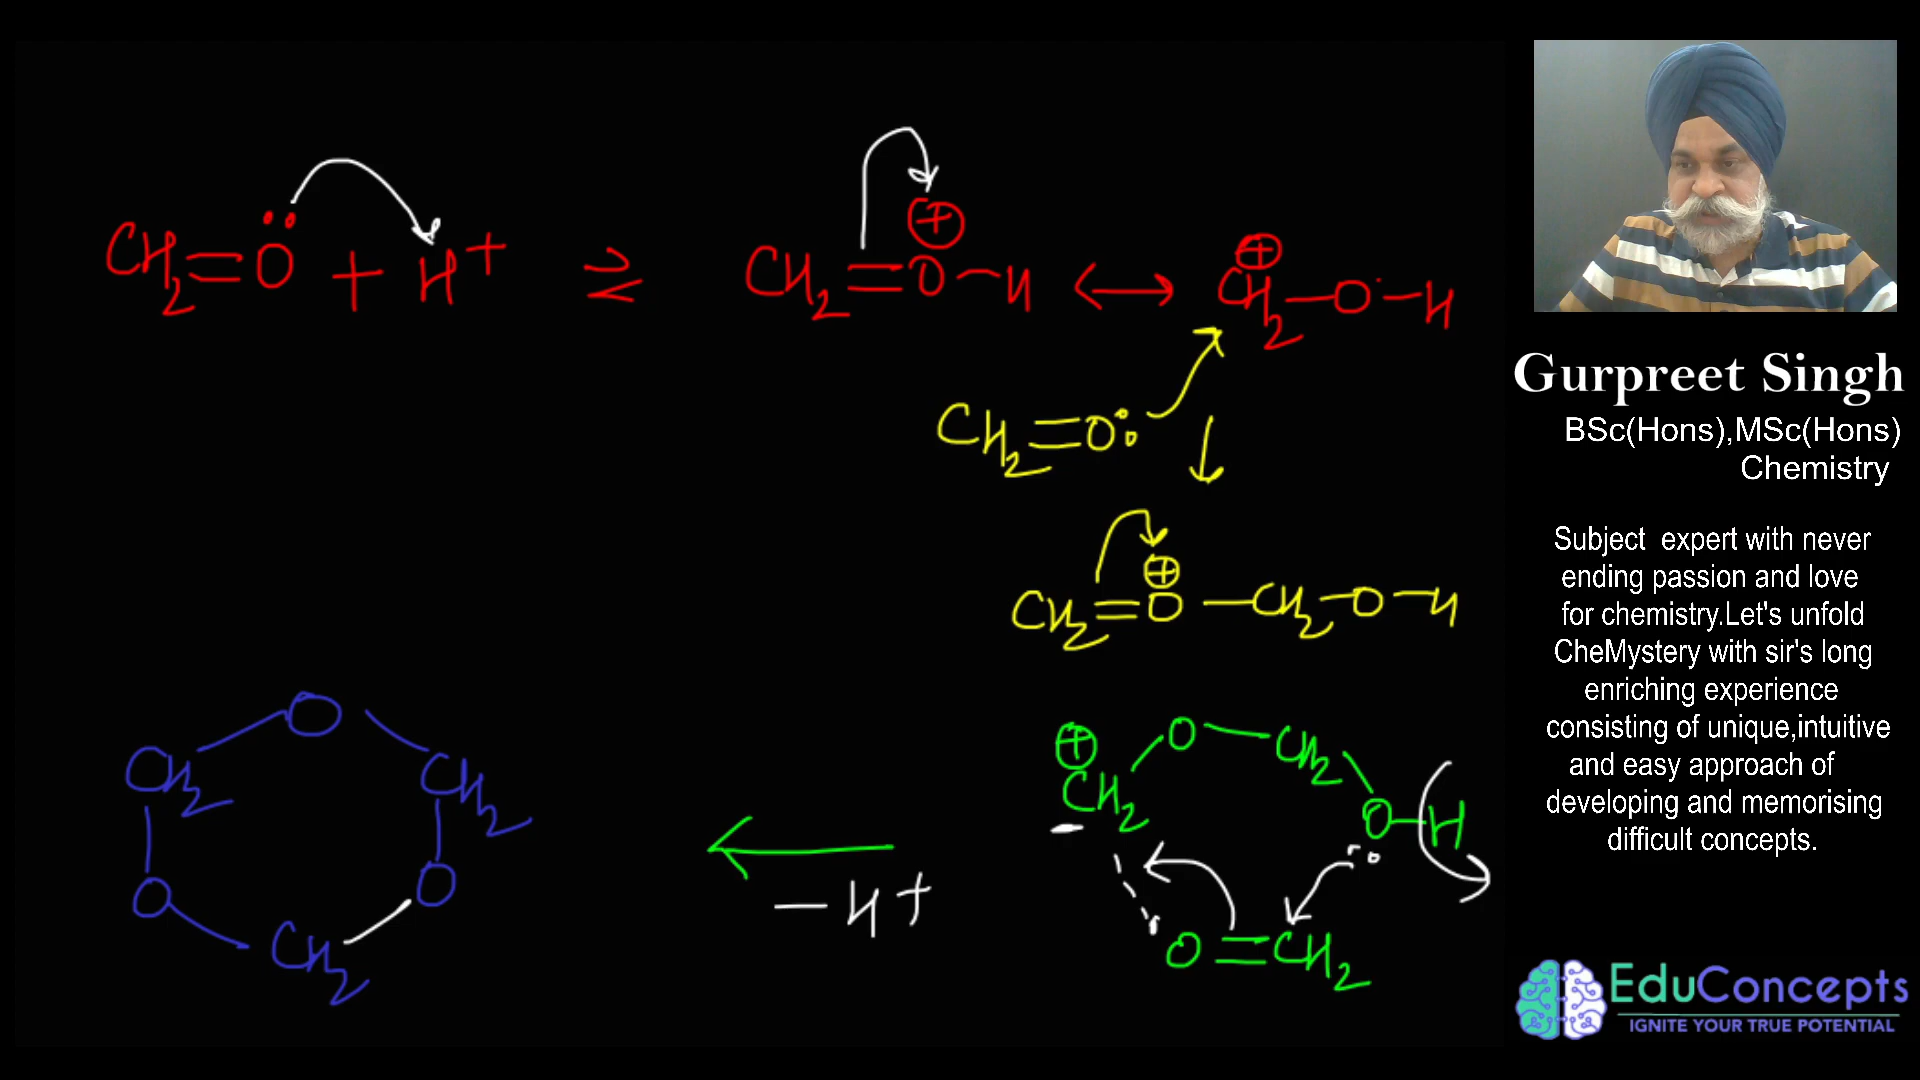 CH2=O + H+ ⇌ CH2=O⊕-H ↔ ⊕CH2-O-H
CH2=O:
↓
CH2=O⊕-CH2-O-H
⊕CH2-O-CH2-O-H
O=CH2
-H+
O
CH2
CH2
O
O
CH2
Gurpreet Singh
BSc(Hons),MSc(Hons)
Chemistry
Subject expert with never
ending passion and love
for chemistry.Let's unfold
CheMystery with sir's long
enriching experience
consisting of unique,intuitive
and easy approach of
developing and memorising
difficult concepts.
EduConcepts
IGNITE YOUR TRUE POTENTIAL